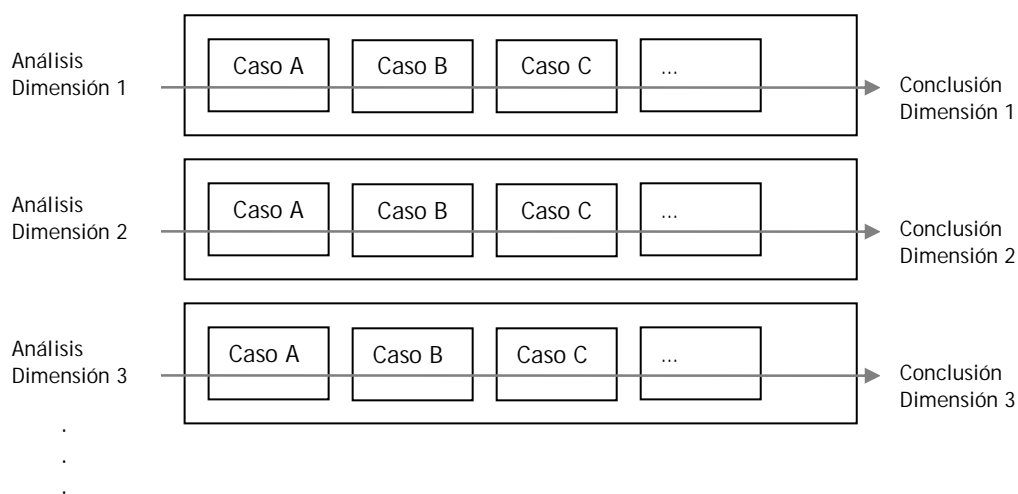 Análisis
Dimensión 1
Caso A
Caso B
Caso C
...
Conclusión
Dimensión 1
Análisis
Dimensión 2
Caso A
Caso B
Caso C
...
Conclusión
Dimensión 2
Análisis
Dimensión 3
Caso A
Caso B
Caso C
...
Conclusión
Dimensión 3
.
.
.